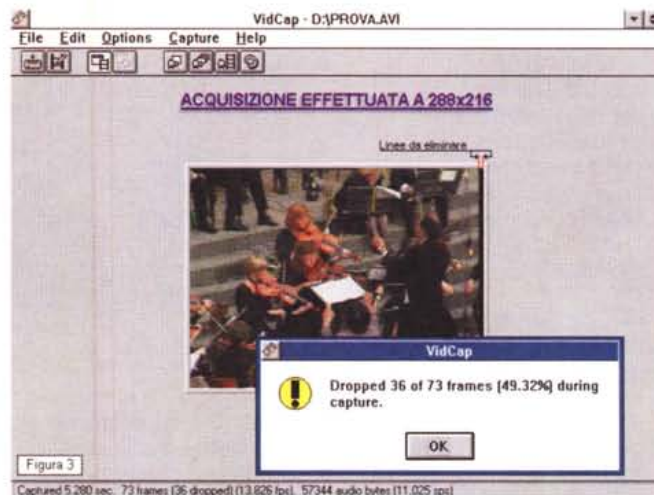 VidCap - D:\PROVA.AVI
File Edit Options Capture Help
ACQUISIZIONE EFFETTUATA A 288x216
Linee da eliminare
VidCap
Dropped 36 of 73 frames (49.32%) during
capture.
OK
Figura 3
Captured 5,280 sec. 73 frames (36 dropped) (13,826 fps). 57344 audio bytes (11,025 sps)